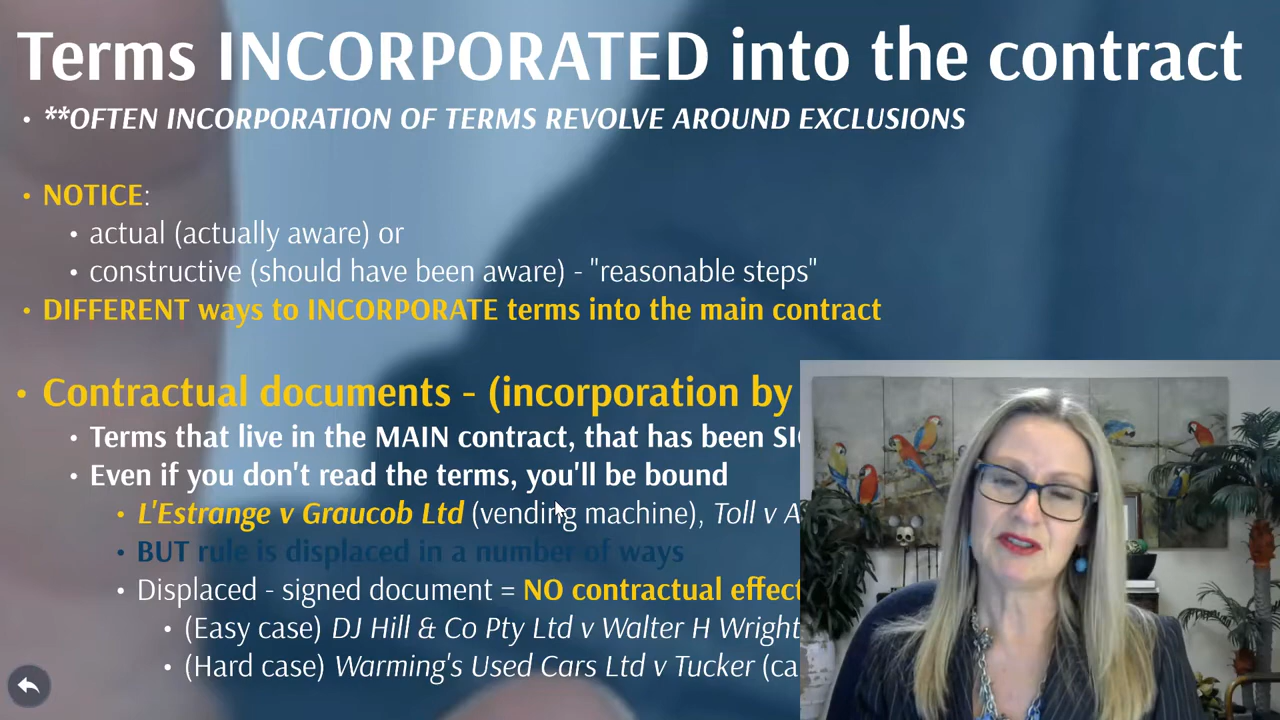 Terms INCORPORATED into the contract
• **OFTEN INCORPORATION OF TERMS REVOLVE AROUND EXCLUSIONS
• NOTICE:
• actual (actually aware) or
• constructive (should have been aware) - "reasonable steps"
• DIFFERENT ways to INCORPORATE terms into the main contract
• Contractual documents - (incorporation by
• Terms that live in the MAIN contract, that has been
• Even if you don't read the terms, you'll be bound
• L'Estrange v Graucob Ltd (vending machine), Toll v A
• BUT rule is displaced in a number of ways
• Displaced - signed document = NO contractual effect
• (Easy case) DJ Hill & Co Pty Ltd v Walter H Wright
• (Hard case) Warming's Used Cars Ltd v Tucker (ca